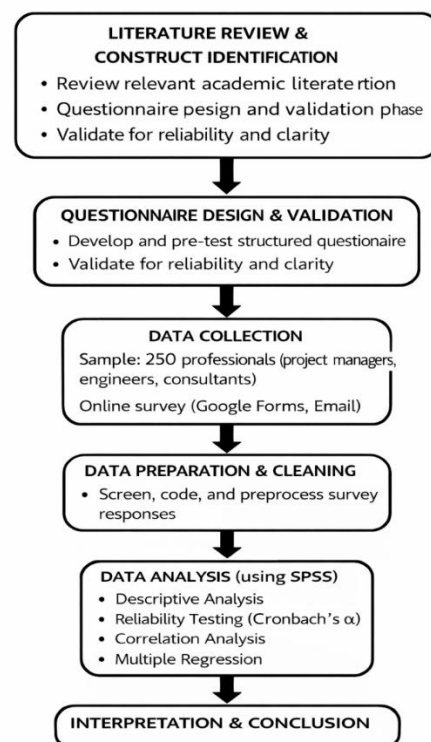 LITERATURE REVIEW &
CONSTRUCT IDENTIFICATION
• Review relevant academic literate rtion
• Questionnaire pesign and validation phase
• Validate for reliability and clarity
QUESTIONNAIRE DESIGN & VALIDATION
• Develop and pre-test structured questionaire
• Validate for reliability and clarity
DATA COLLECTION
Sample: 250 professionals (project managers,
engineers, consultants)
Online survey (Google Forms, Email)
DATA PREPARATION & CLEANING
• Screen, code, and preprocess survey
responses
DATA ANALYSIS (using SPSS)
• Descriptive Analysis
• Reliability Testing (Cronbach's α)
• Correlation Analysis
• Multiple Regression
INTERPRETATION & CONCLUSION